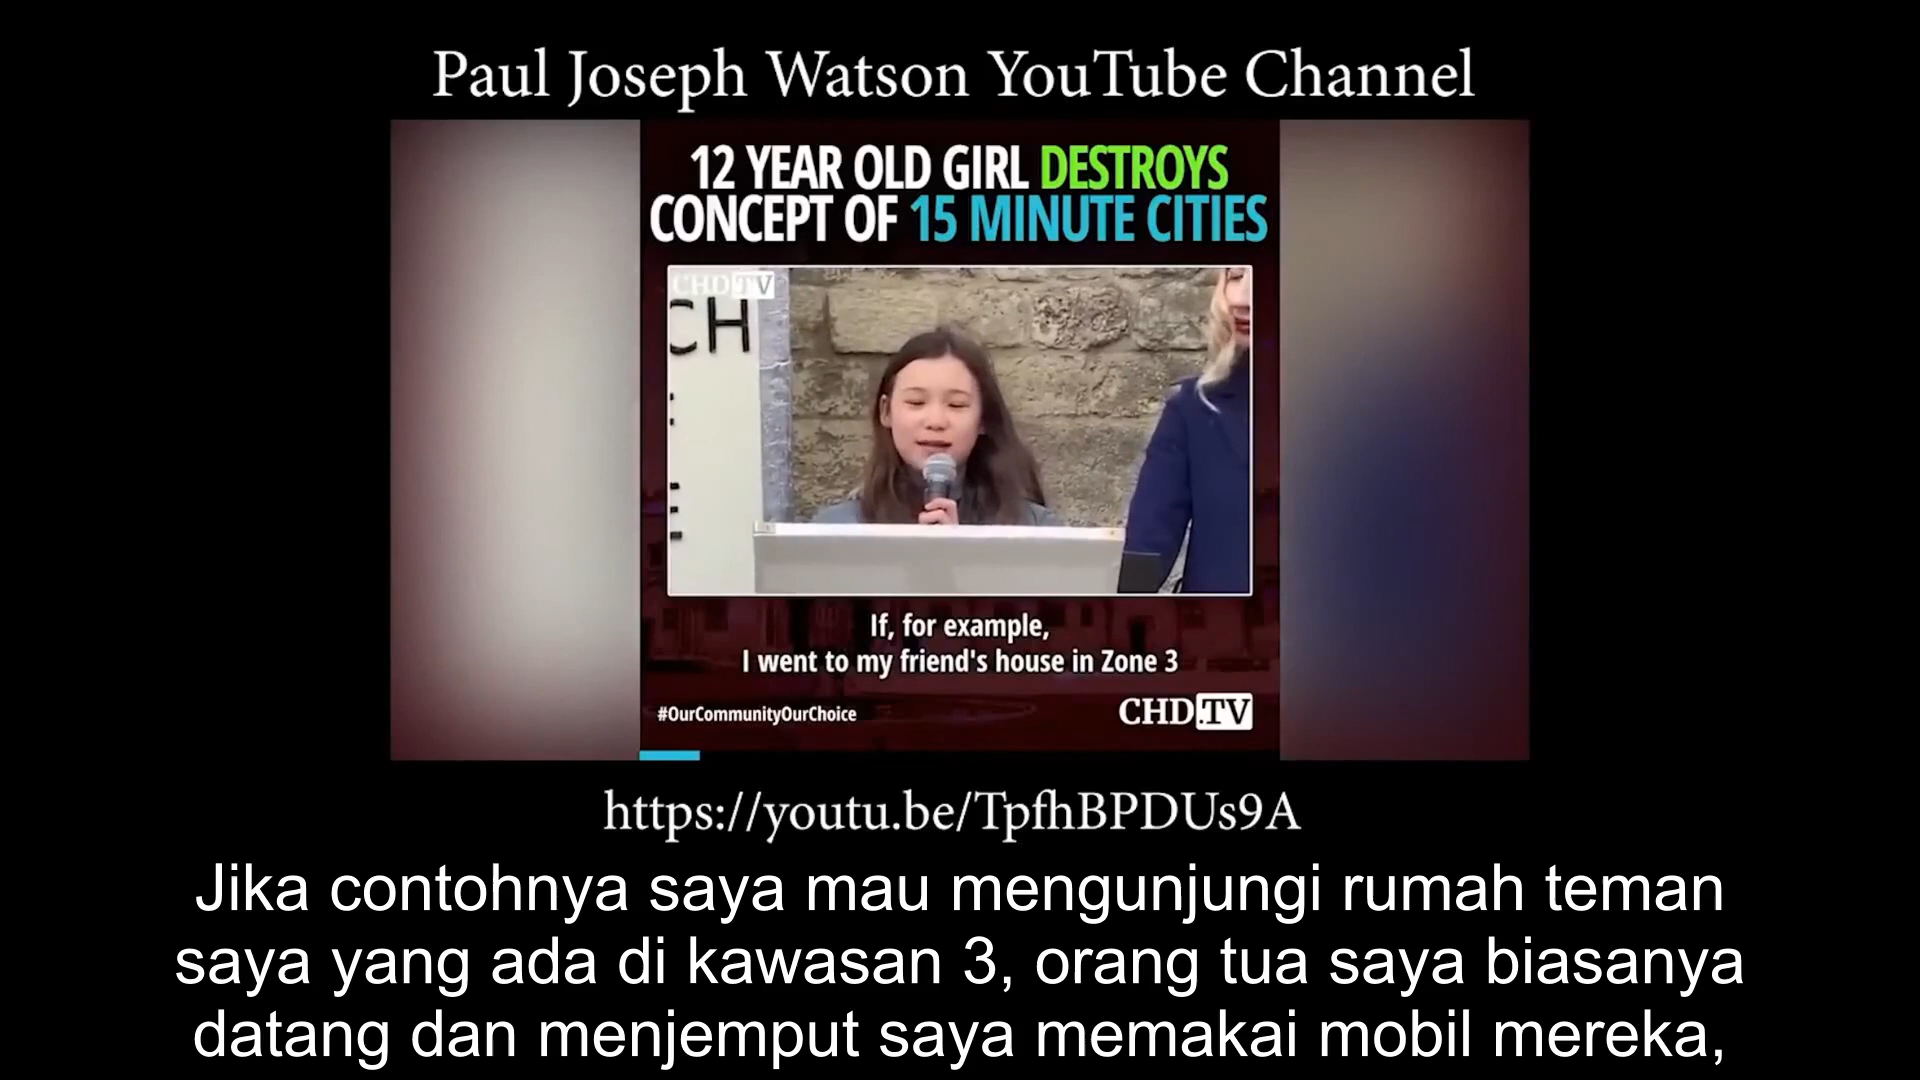 Paul Joseph Watson YouTube Channel
12 YEAR OLD GIRL DESTROYS
CONCEPT OF 15 MINUTE CITIES
CHD.TV
CH
If, for example,
I went to my friend's house in Zone 3
#OurCommunityOurChoice
CHD.TV
https://youtu.be/TpfhBPDUs9A
Jika contohnya saya mau mengunjungi rumah teman
saya yang ada di kawasan 3, orang tua saya biasanya
datang dan menjemput saya memakai mobil mereka,